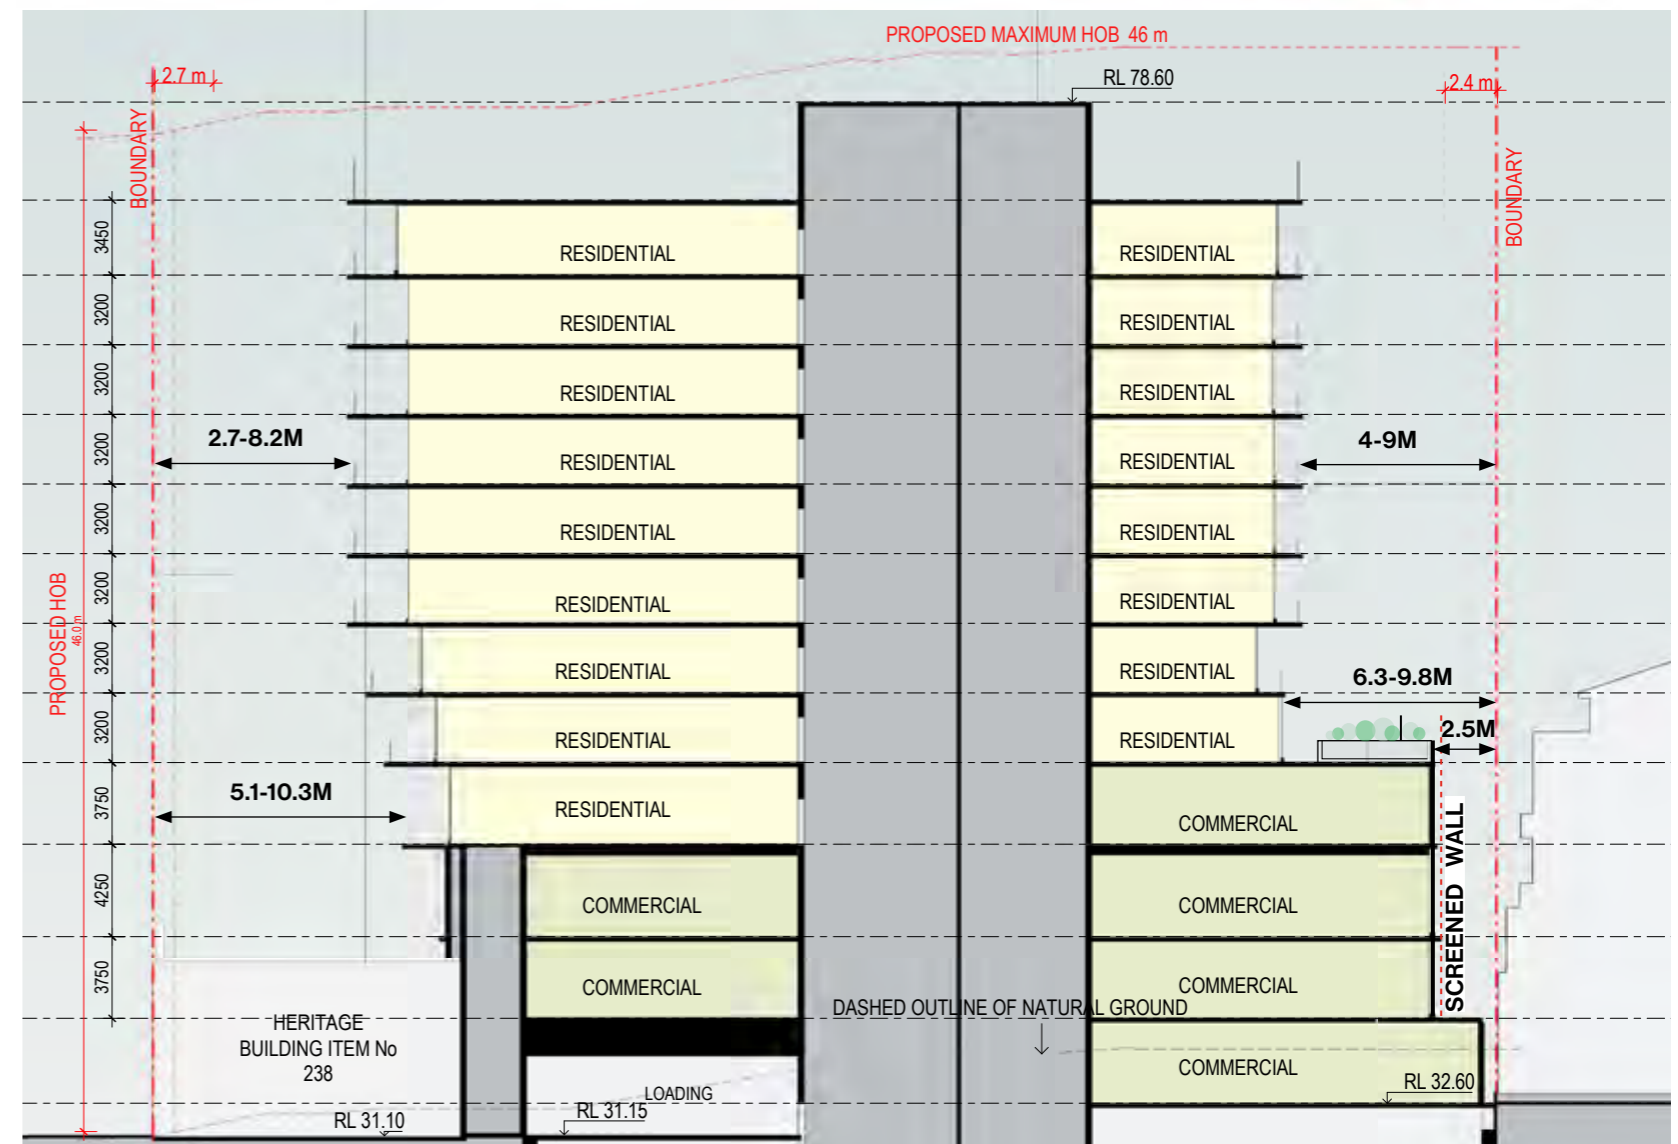 PROPOSED MAXIMUM HOB 46 m
2.7 m
RL 78.60
2.4 m
BOUNDARY
BOUNDARY
3450
RESIDENTIAL
RESIDENTIAL
3200
RESIDENTIAL
RESIDENTIAL
3200
RESIDENTIAL
RESIDENTIAL
3200
2.7-8.2M
RESIDENTIAL
RESIDENTIAL
4-9M
3200
RESIDENTIAL
RESIDENTIAL
3200
RESIDENTIAL
RESIDENTIAL
PROPOSED HOB
46.0 m
3200
RESIDENTIAL
RESIDENTIAL
6.3-9.8M
3200
RESIDENTIAL
RESIDENTIAL
2.5M
3750
5.1-10.3M
RESIDENTIAL
COMMERCIAL
SCREENED WALL
4250
COMMERCIAL
COMMERCIAL
3750
COMMERCIAL
COMMERCIAL
DASHED OUTLINE OF NATURAL GROUND
HERITAGE
BUILDING ITEM No
238
COMMERCIAL
LOADING
RL 32.60
RL 31.10
RL 31.15